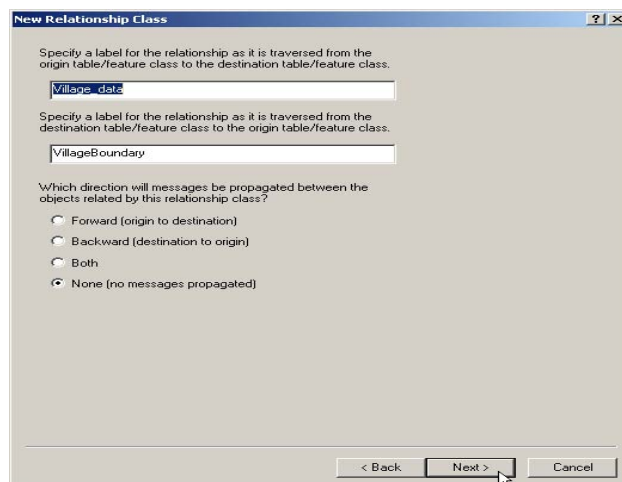 New Relationship Class
Specify a label for the relationship as it is traversed from the
origin table/feature class to the destination table/feature class.
Village_data
Specify a label for the relationship as it is traversed from the
destination table/feature class to the origin table/feature class.
VillageBoundary
Which direction will messages be propagated between the
objects related by this relationship class?
Forward (origin to destination)
Backward (destination to origin)
Both
None (no messages propagated)
< Back Next > Cancel